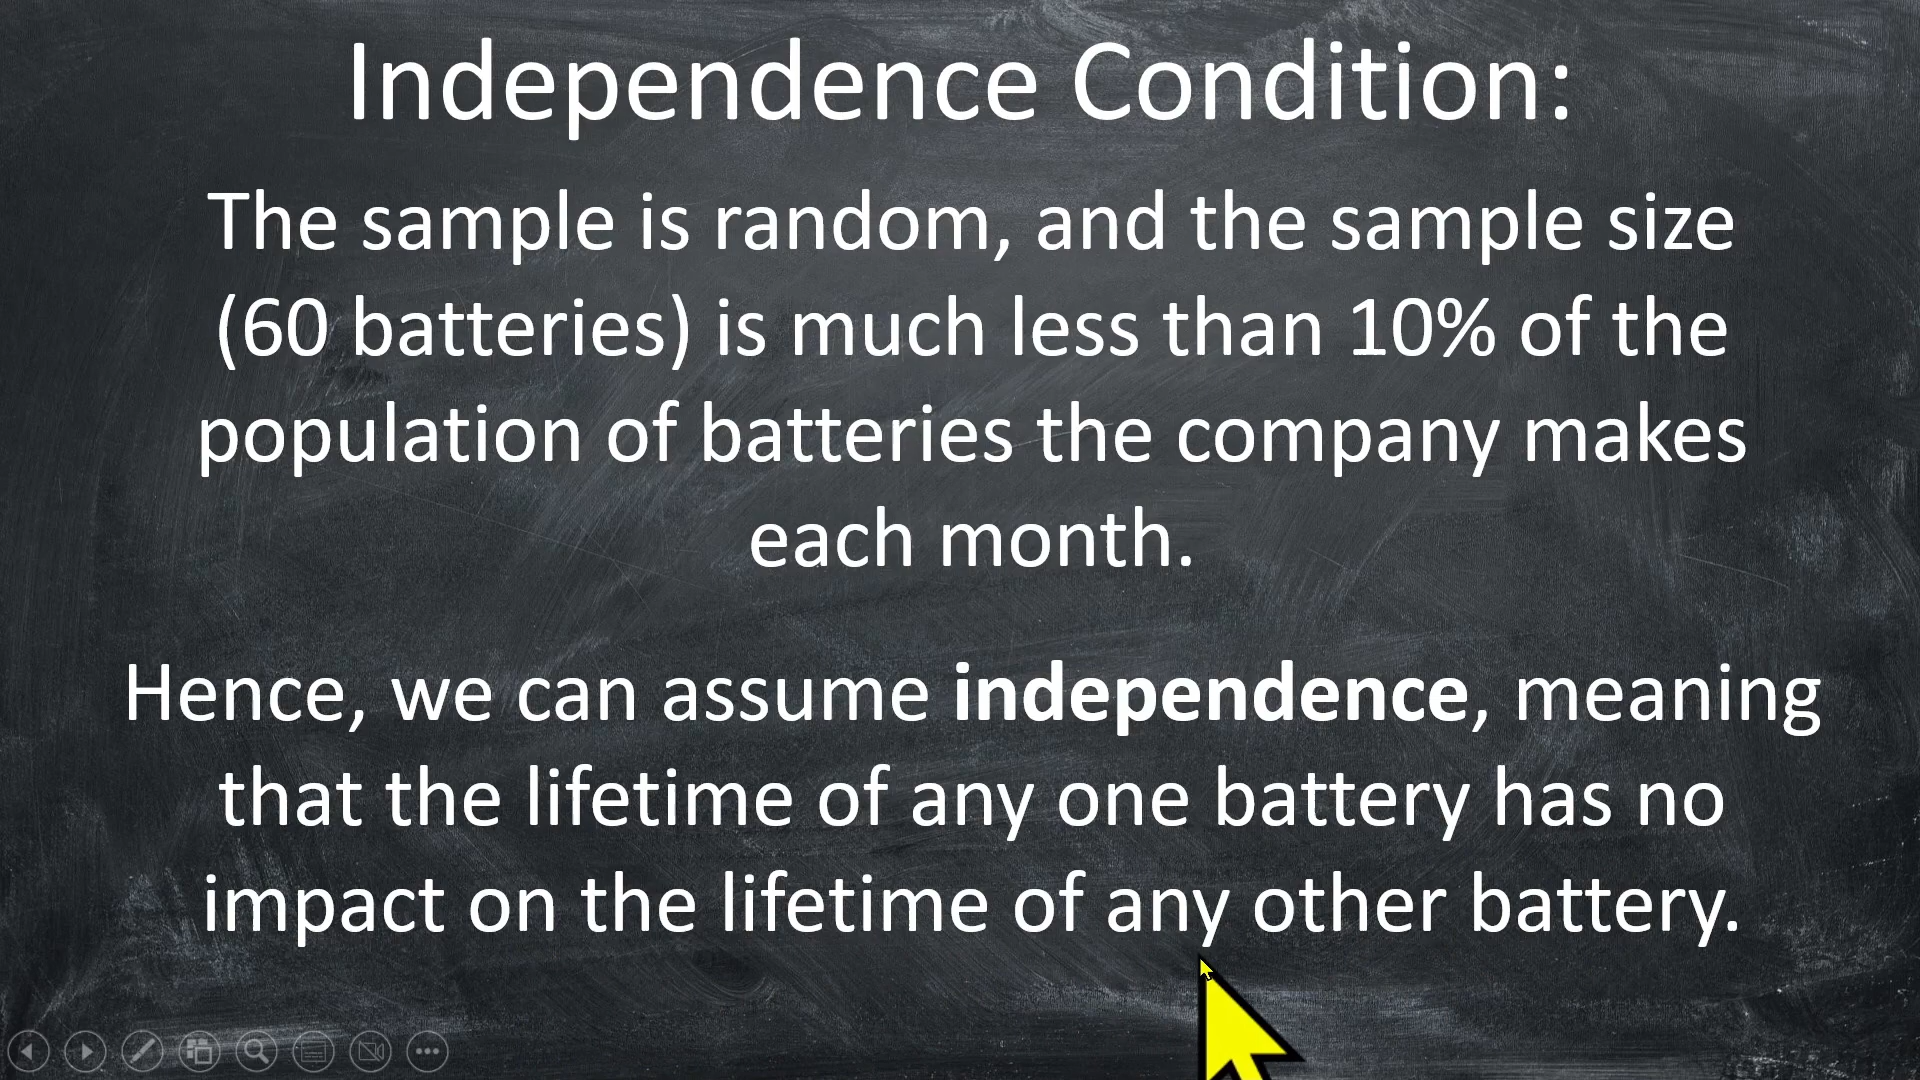 Independence Condition:
The sample is random, and the sample size
(60 batteries) is much less than 10% of the
population of batteries the company makes
each month.
Hence, we can assume independence, meaning
that the lifetime of any one battery has no
impact on the lifetime of any other battery.